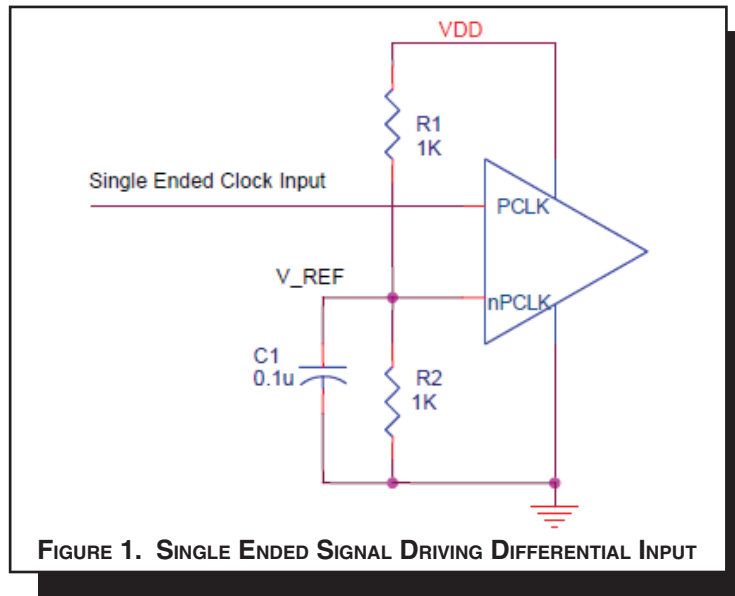 VDD
R1
1K
Single Ended Clock Input
PCLK
V_REF
nPCLK
C1
0.1u
R2
1K
FIGURE 1. SINGLE ENDED SIGNAL DRIVING DIFFERENTIAL INPUT